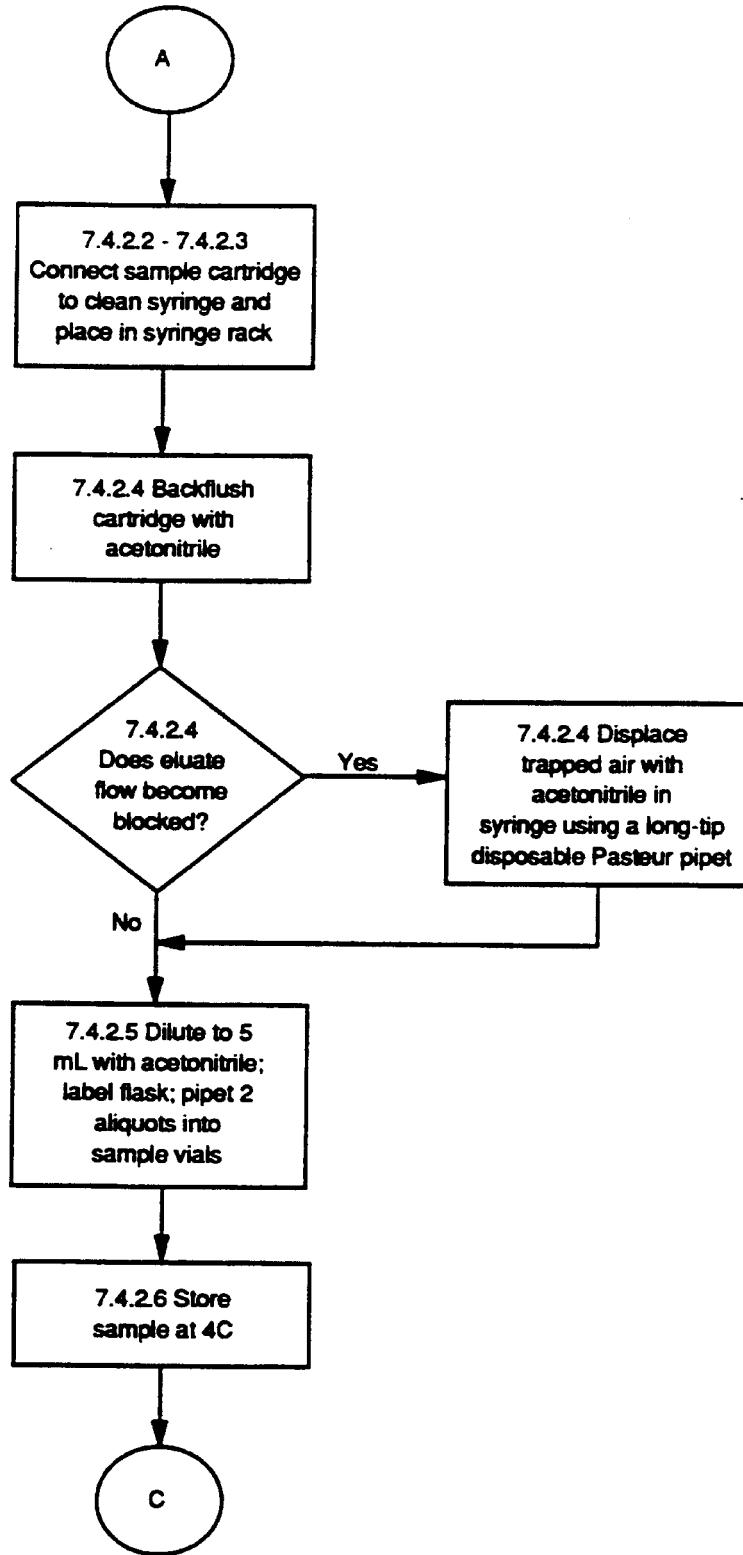 A
7.4.2.2 - 7.4.2.3
Connect sample cartridge
to clean syringe and
place in syringe rack
7.4.2.4 Backflush
cartridge with
acetonitrile
7.4.2.4
Does eluate
flow become
blocked?
Yes
7.4.2.4 Displace
trapped air with
acetonitrile in
syringe using a long-tip
disposable Pasteur pipet
No
7.4.2.5 Dilute to 5
mL with acetonitrile;
label flask; pipet 2
aliquots into
sample vials
7.4.2.6 Store
sample at 4C
C